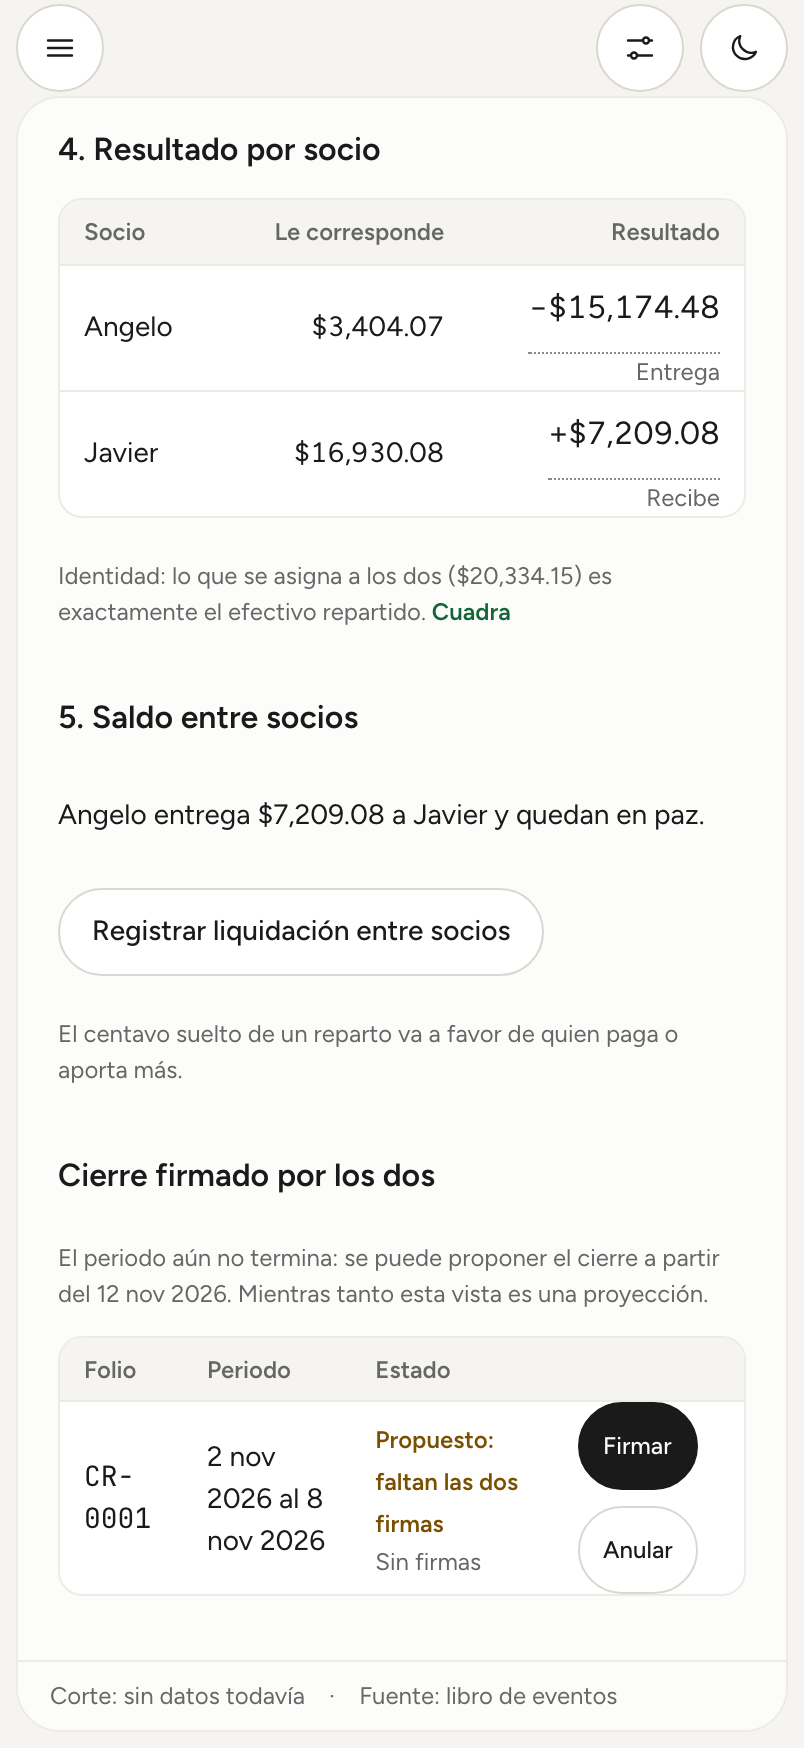 4. Resultado por socio
Socio Le corresponde Resultado
Angelo $3,404.07 −$15,174.48
Entrega
Javier $16,930.08 +$7,209.08
Recibe
Identidad: lo que se asigna a los dos ($20,334.15) es
exactamente el efectivo repartido. Cuadra
5. Saldo entre socios
Angelo entrega $7,209.08 a Javier y quedan en paz.
Registrar liquidación entre socios
El centavo suelto de un reparto va a favor de quien paga o
aporta más.
Cierre firmado por los dos
El periodo aún no termina: se puede proponer el cierre a partir
del 12 nov 2026. Mientras tanto esta vista es una proyección.
Folio Periodo Estado
CR-
0001
2 nov
2026 al 8
nov 2026
Propuesto:
faltan las dos
firmas
Sin firmas
Firmar
Anular
Corte: sin datos todavía · Fuente: libro de eventos